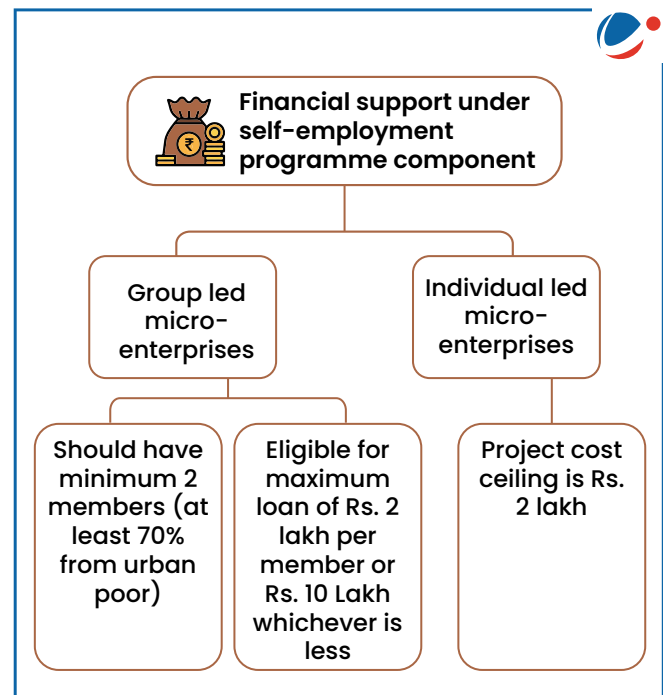 Financial support under
self-employment
programme component
₹
Group led
micro-
enterprises
Individual led
micro-
enterprises
Should have
minimum 2
members (at
least 70%
from urban
poor)
Eligible for
maximum
loan of Rs. 2
lakh per
member or
Rs. 10 Lakh
whichever is
less
Project cost
ceiling is Rs.
2 lakh